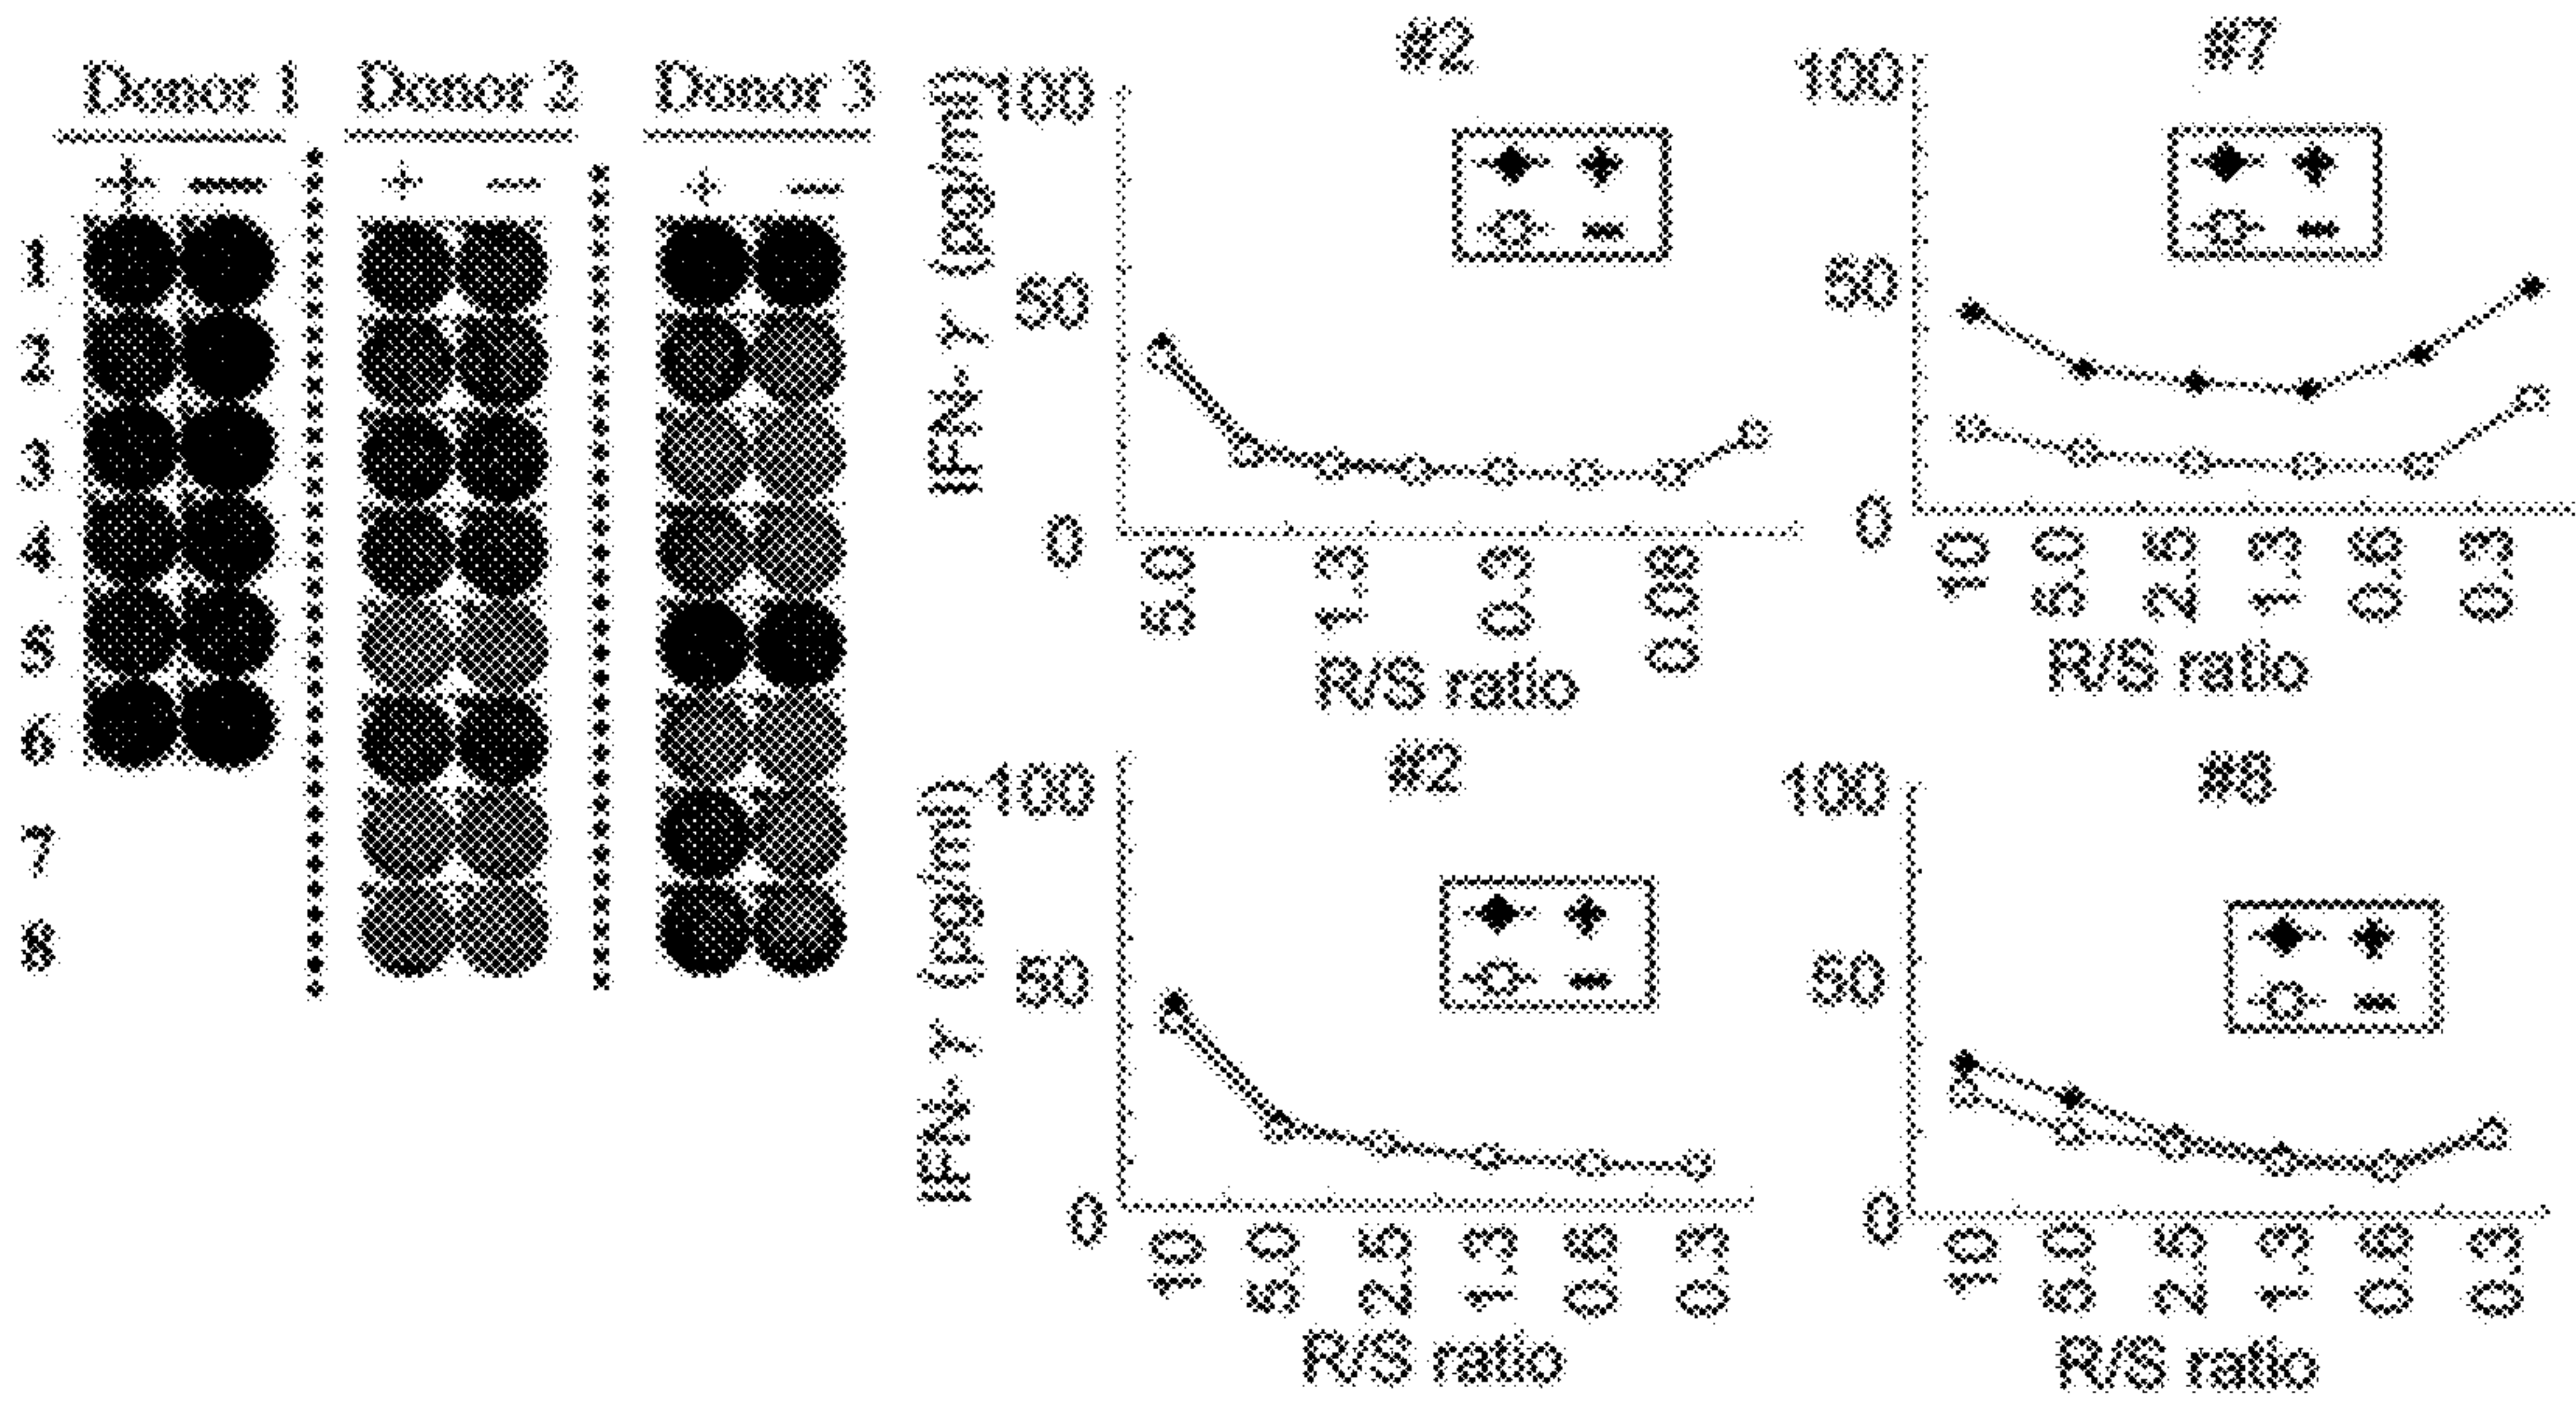 Donor 1 Donor 2 Donor 3
+ − + − + −
1
2
3
4
5
6
7
8
#2
IFN-γ (pg/ml)
100
50
0
+
−
5.0 1.3 0.3 0.08
R/S ratio
#7
100
50
0
+
−
10 5.0 2.5 1.3 0.6 0.3
R/S ratio
#2
IFN-γ (pg/ml)
100
50
0
+
−
10 5.0 2.5 1.3 0.6 0.3
R/S ratio
#8
100
50
0
+
−
10 5.0 2.5 1.3 0.6 0.3
R/S ratio